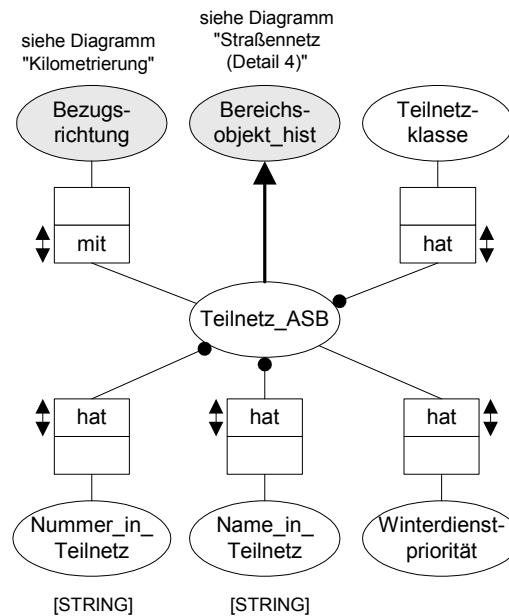 siehe Diagramm
"Kilometrierung"
siehe Diagramm
"Straßennetz
(Detail 4)"
Bezugs-
richtung
Bereichs-
objekt_hist
Teilnetz-
klasse
mit
hat
Teilnetz_ASB
hat
hat
hat
Nummer_in_
Teilnetz
Name_in_
Teilnetz
Winterdienst-
priorität
[STRING]
[STRING]